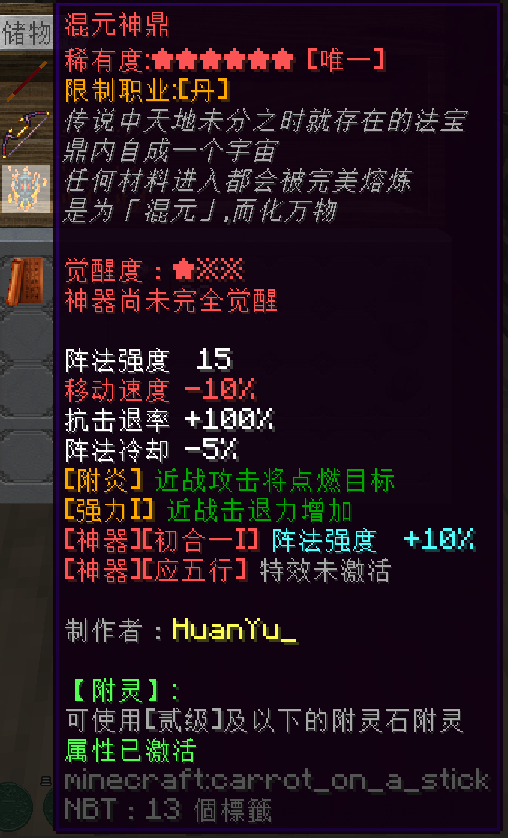 储物
混元神鼎
稀有度:★★★★★★ [唯一]
限制职业:[丹]
传说中天地未分之时就存在的法宝
鼎内自成一个宇宙
任何材料进入都会被完美熔炼
是为「混元」,而化万物
觉醒度：★※※
神器尚未完全觉醒
阵法强度 15
移动速度 -10%
抗击退率 +100%
阵法冷却 -5%
[附炎] 近战攻击将点燃目标
[强力I] 近战击退力增加
[神器][初合一I] 阵法强度 +10%
[神器][应五行] 特效未激活
制作者：HuanYu_
【附灵】:
可使用[贰级]及以下的附灵石附灵
属性已激活
minecraft:carrot_on_a_stick
NBT：13 個標籤
8